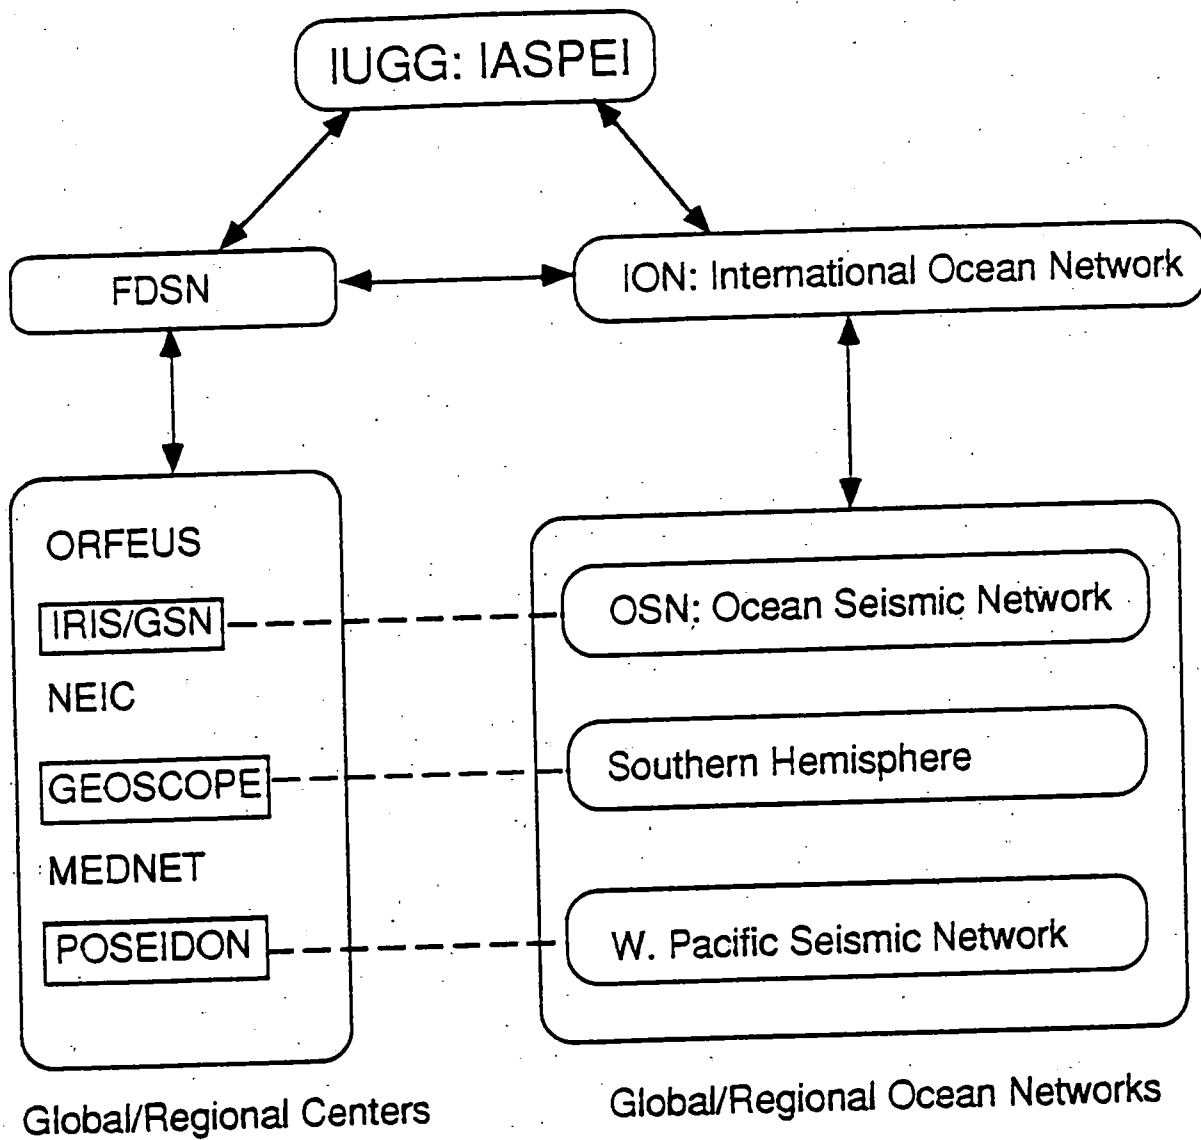 IUGG: IASPEI
FDSN
ION: International Ocean Network
ORFEUS
IRIS/GSN
NEIC
GEOSCOPE
MEDNET
POSEIDON
OSN: Ocean Seismic Network
Southern Hemisphere
W. Pacific Seismic Network
Global/Regional Centers
Global/Regional Ocean Networks